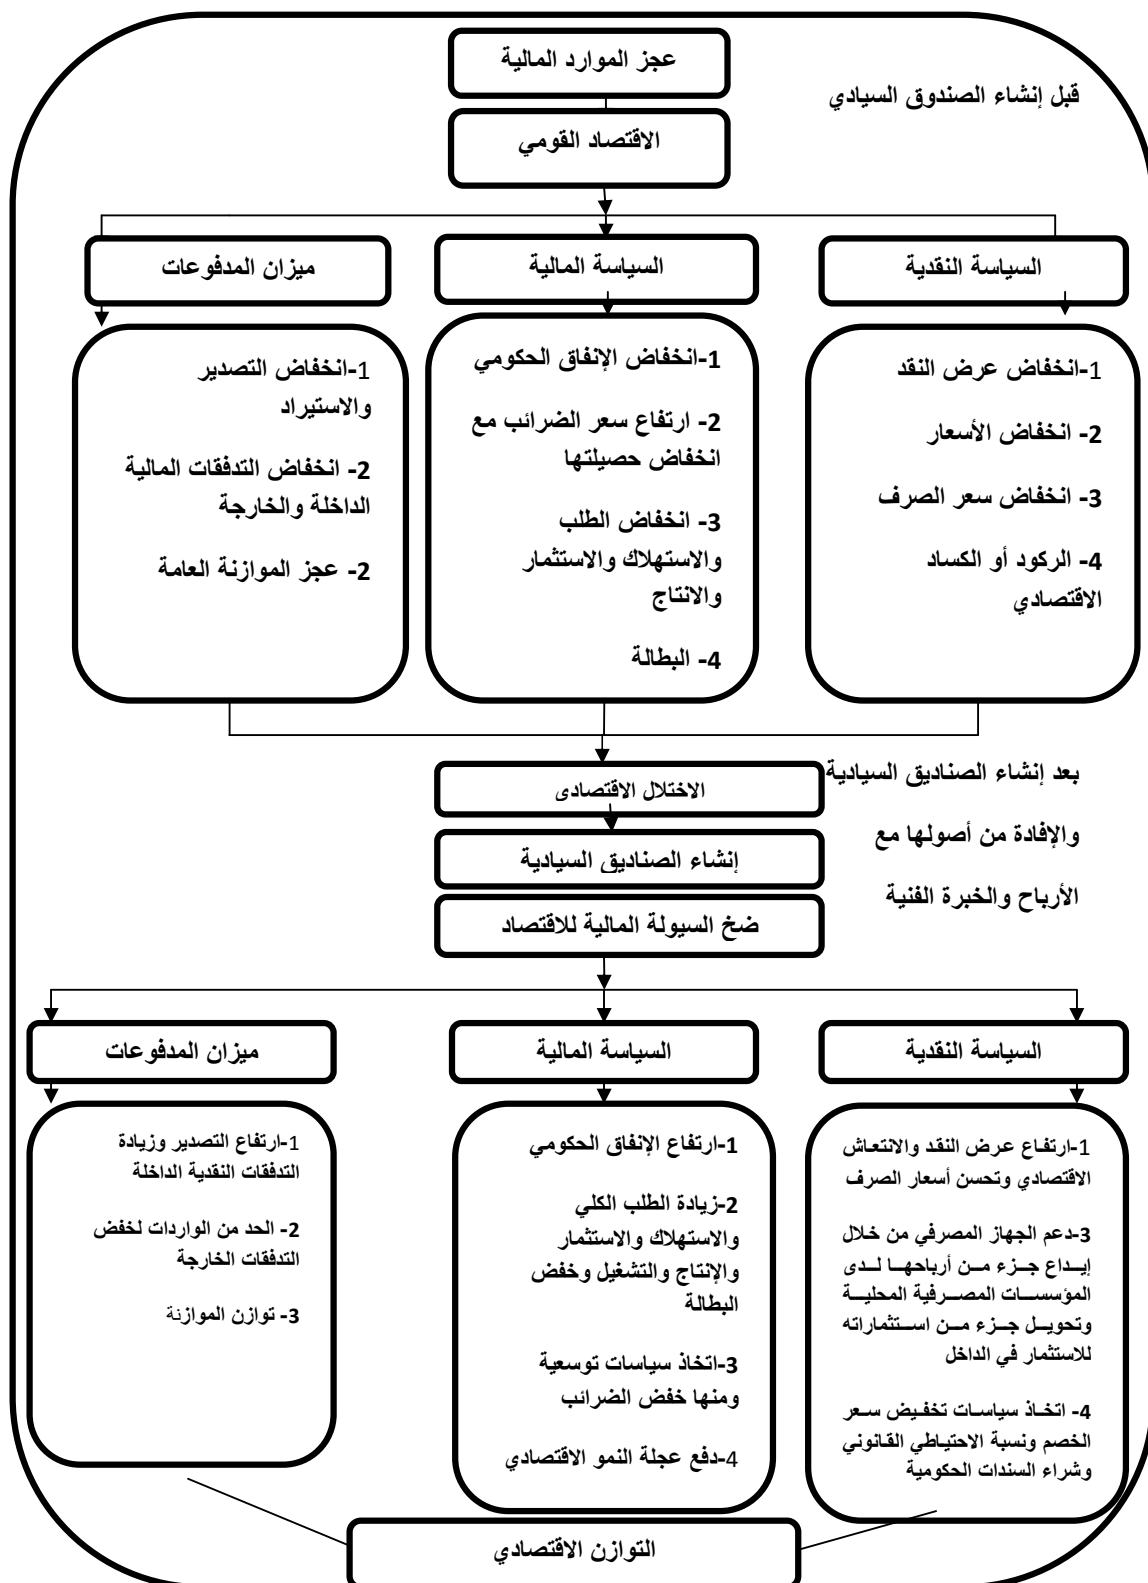 عجز الموارد المالية
قبل إنشاء الصندوق السيادي
الاقتصاد القومي
السياسة النقدية
السياسة المالية
ميزان المدفوعات
1-انخفاض عرض النقد
2- انخفاض الأسعار
3- انخفاض سعر الصرف
4- الركود أو الكساد
الاقتصادي
1-انخفاض الإنفاق الحكومي
2- ارتفاع سعر الضرائب مع
انخفاض حصيلتها
3- انخفاض الطلب
والاستهلاك والاستثمار
والانتاج
4- البطالة
1-انخفاض التصدير
والاستيراد
2- انخفاض التدفقات المالية
الداخلة والخارجة
2- عجز الموازنة العامة
بعد إنشاء الصناديق السيادية
والإفادة من أصولها مع
الأرباح والخبرة الفنية
الاختلال الاقتصادى
إنشاء الصناديق السيادية
ضخ السيولة المالية للاقتصاد
السياسة النقدية
السياسة المالية
ميزان المدفوعات
1-ارتفاع عرض النقد والانتعاش
الاقتصادي وتحسن أسعار الصرف
3-دعم الجهاز المصرفي من خلال
إيداع جزء من أرباحها لدى
المؤسسات المصرفية المحلية
وتحويل جزء من استثماراته
للاستثمار في الداخل
4- اتخاذ سياسات تخفيض سعر
الخصم ونسبة الاحتياطي القانوني
وشراء السندات الحكومية
1-ارتفاع الإنفاق الحكومي
2-زيادة الطلب الكلي
والاستهلاك والاستثمار
والإنتاج والتشغيل وخفض
البطالة
3-اتخاذ سياسات توسعية
ومنها خفض الضرائب
4-دفع عجلة النمو الاقتصادي
1-ارتفاع التصدير وزيادة
التدفقات النقدية الداخلة
2- الحد من الواردات لخفض
التدفقات الخارجة
3- توازن الموازنة
التوازن الاقتصادي